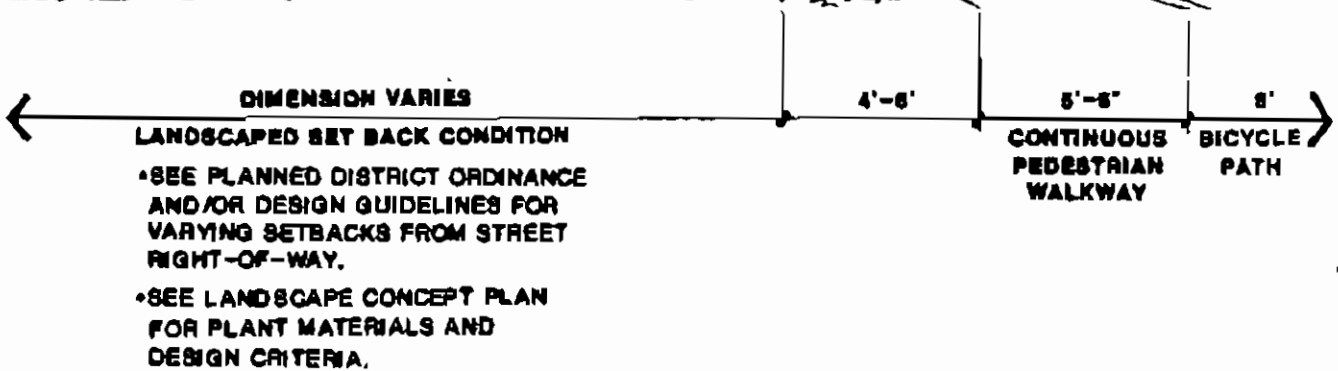 DIMENSION VARIES
4'-6'
5'-6"
8'
LANDSCAPED SET BACK CONDITION
•SEE PLANNED DISTRICT ORDINANCE
AND/OR DESIGN GUIDELINES FOR
VARYING SETBACKS FROM STREET
RIGHT-OF-WAY.
•SEE LANDSCAPE CONCEPT PLAN
FOR PLANT MATERIALS AND
DESIGN CRITERIA.
CONTINUOUS
PEDESTRIAN
WALKWAY
BICYCLE
PATH